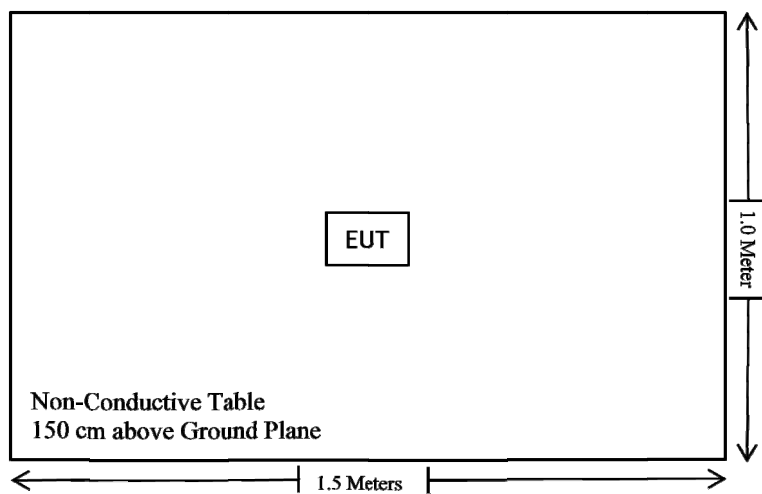 EUT
1.0 Meter
Non-Conductive Table
150 cm above Ground Plane
1.5 Meters